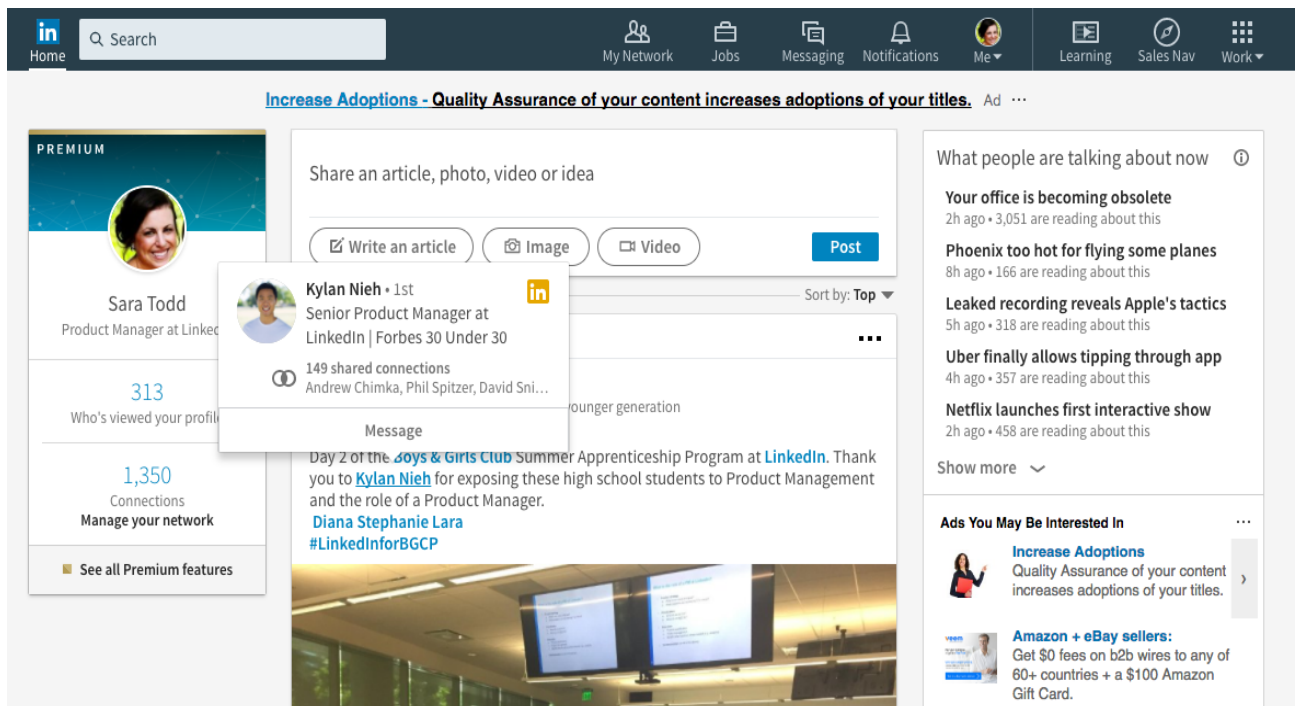 in
Search
Home
My Network
Jobs
Messaging
Notifications
Me
Learning
Sales Nav
Work
Increase Adoptions - Quality Assurance of your content increases adoptions of your titles. Ad ···
PREMIUM
Sara Todd
Product Manager at Linked
313
Who's viewed your profile
1,350
Connections
Manage your network
See all Premium features
Share an article, photo, video or idea
Write an article
Image
Video
Post
Sort by: Top
Kylan Nieh • 1st
in
Senior Product Manager at
LinkedIn | Forbes 30 Under 30
149 shared connections
Andrew Chimka, Phil Spitzer, David Sni...
Message
younger generation
Day 2 of the Boys & Girls Club Summer Apprenticeship Program at LinkedIn. Thank
you to Kylan Nieh for exposing these high school students to Product Management
and the role of a Product Manager.
Diana Stephanie Lara
#LinkedInforBGCP
What people are talking about now
Your office is becoming obsolete
2h ago • 3,051 are reading about this
Phoenix too hot for flying some planes
8h ago • 166 are reading about this
Leaked recording reveals Apple's tactics
5h ago • 318 are reading about this
Uber finally allows tipping through app
4h ago • 357 are reading about this
Netflix launches first interactive show
2h ago • 458 are reading about this
Show more
Ads You May Be Interested In
Increase Adoptions
Quality Assurance of your content
increases adoptions of your titles.
Amazon + eBay sellers:
Get $0 fees on b2b wires to any of
60+ countries + a $100 Amazon
Gift Card.